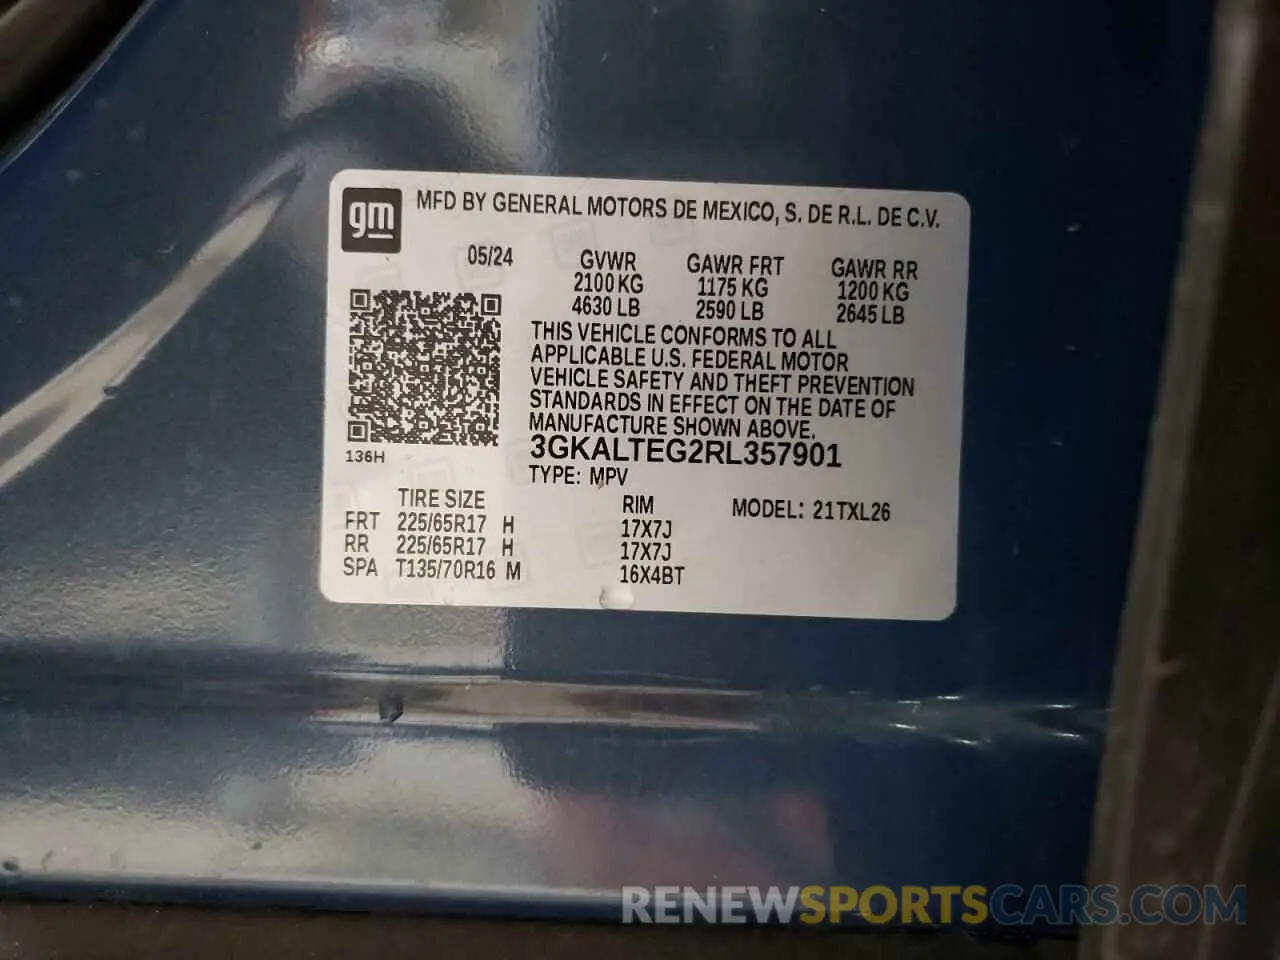 gm
MFD BY GENERAL MOTORS DE MEXICO, S. DE R.L. DE C.V.
05/24 GVWR GAWR FRT GAWR RR
2100 KG 1175 KG 1200 KG
4630 LB 2590 LB 2645 LB
THIS VEHICLE CONFORMS TO ALL
APPLICABLE U.S. FEDERAL MOTOR
VEHICLE SAFETY AND THEFT PREVENTION
STANDARDS IN EFFECT ON THE DATE OF
MANUFACTURE SHOWN ABOVE.
3GKALTEG2RL357901
136H
TYPE: MPV
TIRE SIZE RIM MODEL: 21TXL26
FRT 225/65R17 H 17X7J
RR 225/65R17 H 17X7J
SPA T135/70R16 M 16X4BT
RENEWSPORTSCARS.COM